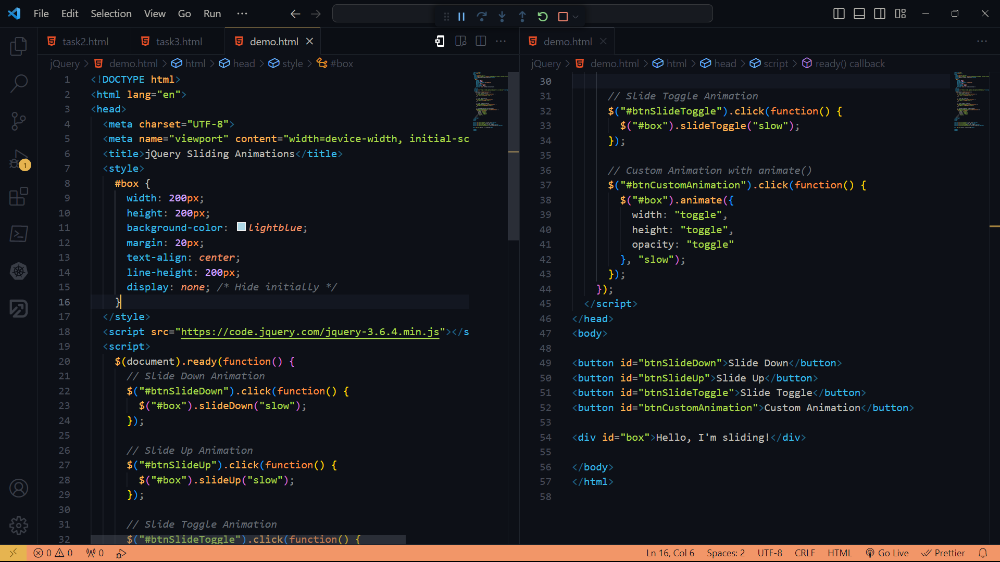 File Edit Selection View Go Run ···
task2.html task3.html demo.html
jQuery > demo.html > html > head > style > #box
1 <!DOCTYPE html>
2 <html lang="en">
3 <head>
4 <meta charset="UTF-8">
5 <meta name="viewport" content="width=device-width, initial-sc
6 <title>jQuery Sliding Animations</title>
7 <style>
8 #box {
9 width: 200px;
10 height: 200px;
11 background-color: lightblue;
12 margin: 20px;
13 text-align: center;
14 line-height: 200px;
15 display: none; /* Hide initially */
16 }
17 </style>
18 <script src="https://code.jquery.com/jquery-3.6.4.min.js"></s
19 <script>
20 $(document).ready(function() {
21 // Slide Down Animation
22 $("#btnSlideDown").click(function() {
23 $("#box").slideDown("slow");
24 });
25
26 // Slide Up Animation
27 $("#btnSlideUp").click(function() {
28 $("#box").slideUp("slow");
29 });
30
31 // Slide Toggle Animation
32 $("#btnSlideToggle").click(function() {
demo.html
jQuery > demo.html > html > head > script > ready() callback
30
31 // Slide Toggle Animation
32 $("#btnSlideToggle").click(function() {
33 $("#box").slideToggle("slow");
34 });
35
36 // Custom Animation with animate()
37 $("#btnCustomAnimation").click(function() {
38 $("#box").animate({
39 width: "toggle",
40 height: "toggle",
41 opacity: "toggle"
42 }, "slow");
43 });
44 });
45 </script>
46 </head>
47 <body>
48
49 <button id="btnSlideDown">Slide Down</button>
50 <button id="btnSlideUp">Slide Up</button>
51 <button id="btnSlideToggle">Slide Toggle</button>
52 <button id="btnCustomAnimation">Custom Animation</button>
53
54 <div id="box">Hello, I'm sliding!</div>
55
56 </body>
57 </html>
58
1
0 0 0 Ln 16, Col 6 Spaces: 2 UTF-8 CRLF HTML Go Live Prettier